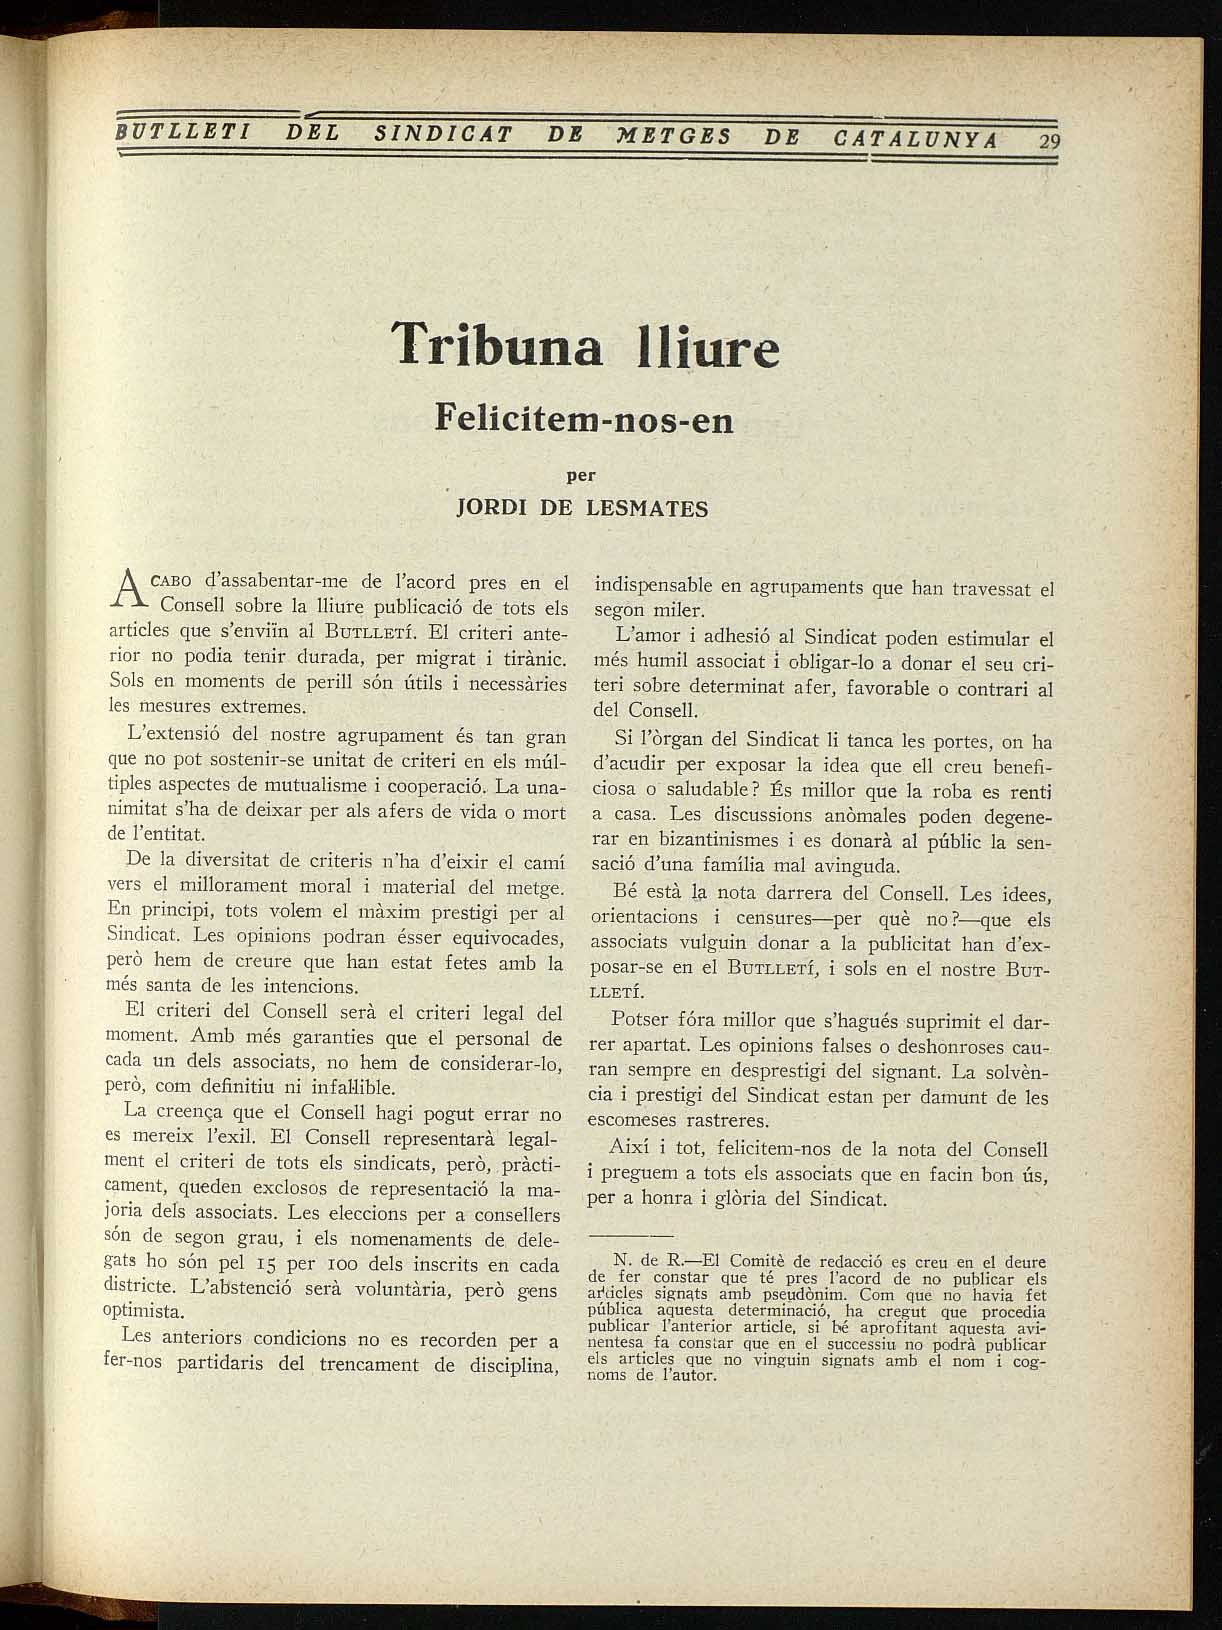 BUTLLETI DEL SINDICAT DE METGES DE CATALUNYA 29
Tribuna lliure
Felicitem-nos-en
per
JORDI DE LESMATES
ACABO d'assabentar-me de l'acord pres en el
Consell sobre la lliure publicació de tots els
articles que s'enviïn al BUTLLETÍ. El criteri ante-
rior no podia tenir durada, per migrat i tirànic.
Sols en moments de perill són útils i necessàries
les mesures extremes.
L'extensió del nostre agrupament és tan gran
que no pot sostenir-se unitat de criteri en els múl-
tiples aspectes de mutualisme i cooperació. La una-
nimitat s'ha de deixar per als afers de vida o mort
de l'entitat.
De la diversitat de criteris n'ha d'eixir el camí
vers el millorament moral i material del metge.
En principi, tots volem el màxim prestigi per al
Sindicat. Les opinions podran ésser equivocades,
però hem de creure que han estat fetes amb la
més santa de les intencions.
El criteri del Consell serà el criteri legal del
moment. Amb més garanties que el personal de
cada un dels associats, no hem de considerar-lo,
però, com definitiu ni infal·lible.
La creença que el Consell hagi pogut errar no
es mereix l'exil. El Consell representarà legal-
ment el criteri de tots els sindicats, però, pràcti-
cament, queden exclosos de representació la ma-
joria dels associats. Les eleccions per a consellers
són de segon grau, i els nomenaments de dele-
gats ho són pel 15 per 100 dels inscrits en cada
districte. L'abstenció serà voluntària, però gens
optimista.
Les anteriors condicions no es recorden per a
fer-nos partidaris del trencament de disciplina,
indispensable en agrupaments que han travessat el
segon miler.
L'amor i adhesió al Sindicat poden estimular el
més humil associat i obligar-lo a donar el seu cri-
teri sobre determinat afer, favorable o contrari al
del Consell.
Si l'òrgan del Sindicat li tanca les portes, on ha
d'acudir per exposar la idea que ell creu benefi-
ciosa o saludable? És millor que la roba es renti
a casa. Les discussions anòmales poden degene-
rar en bizantinismes i es donarà al públic la sen-
sació d'una família mal avinguda.
Bé està la nota darrera del Consell. Les idees,
orientacions i censures—per què no?—que els
associats vulguin donar a la publicitat han d'ex-
posar-se en el BUTLLETÍ, i sols en el nostre BUT-
LLETÍ.
Potser fóra millor que s'hagués suprimit el dar-
rer apartat. Les opinions falses o deshonroses cau-
ran sempre en desprestigi del signant. La solvèn-
cia i prestigi del Sindicat estan per damunt de les
escomeses rastreres.
Així i tot, felicitem-nos de la nota del Consell
i preguem a tots els associats que en facin bon ús,
per a honra i glòria del Sindicat.
N. de R.—El Comitè de redacció es creu en el deure
de fer constar que té pres l'acord de no publicar els
articles signats amb pseudònim. Com que no havia fet
pública aquesta determinació, ha cregut que procedia
publicar l'anterior article, si bé aprofitant aquesta avi-
nentesa fa constar que en el successiu no podrà publicar
els articles que no vinguin signats amb el nom i cog-
noms de l'autor.